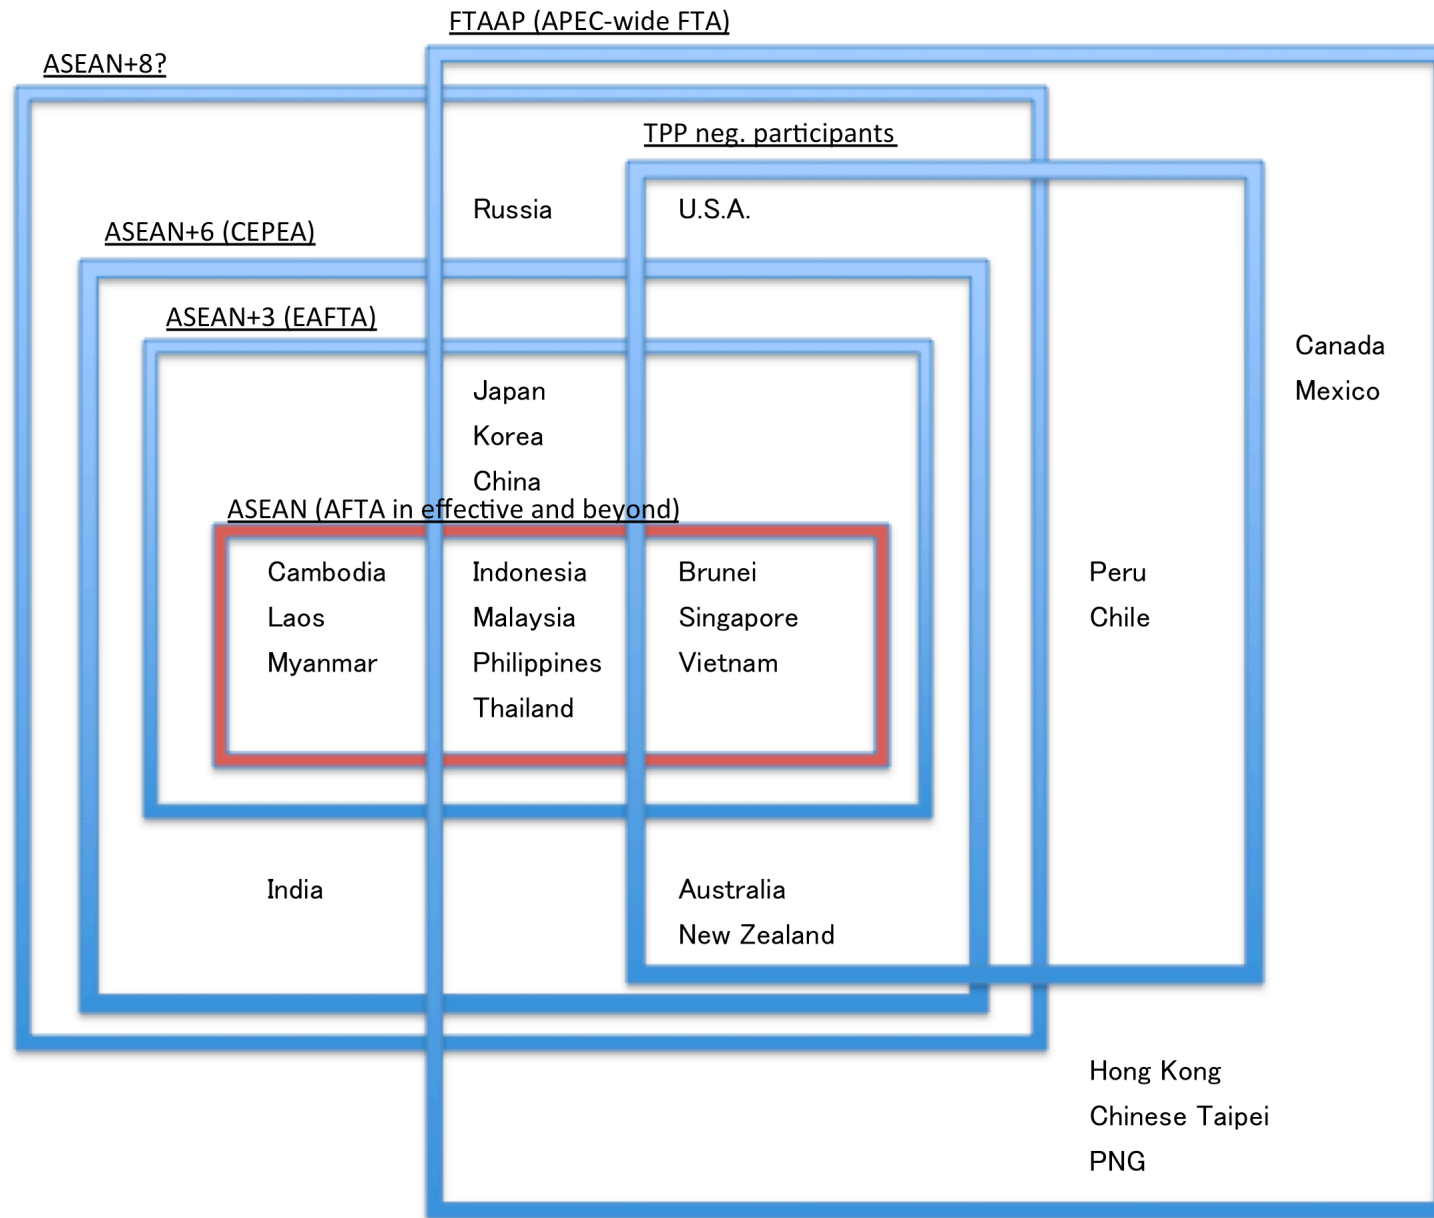 FTAAP (APEC-wide FTA)
ASEAN+8?
TPP neg. participants
Russia
U.S.A.
ASEAN+6 (CEPEA)
ASEAN+3 (EAFTA)
Canada
Mexico
Japan
Korea
China
ASEAN (AFTA in effective and beyond)
Cambodia
Laos
Myanmar
Indonesia
Malaysia
Philippines
Thailand
Brunei
Singapore
Vietnam
Peru
Chile
India
Australia
New Zealand
Hong Kong
Chinese Taipei
PNG